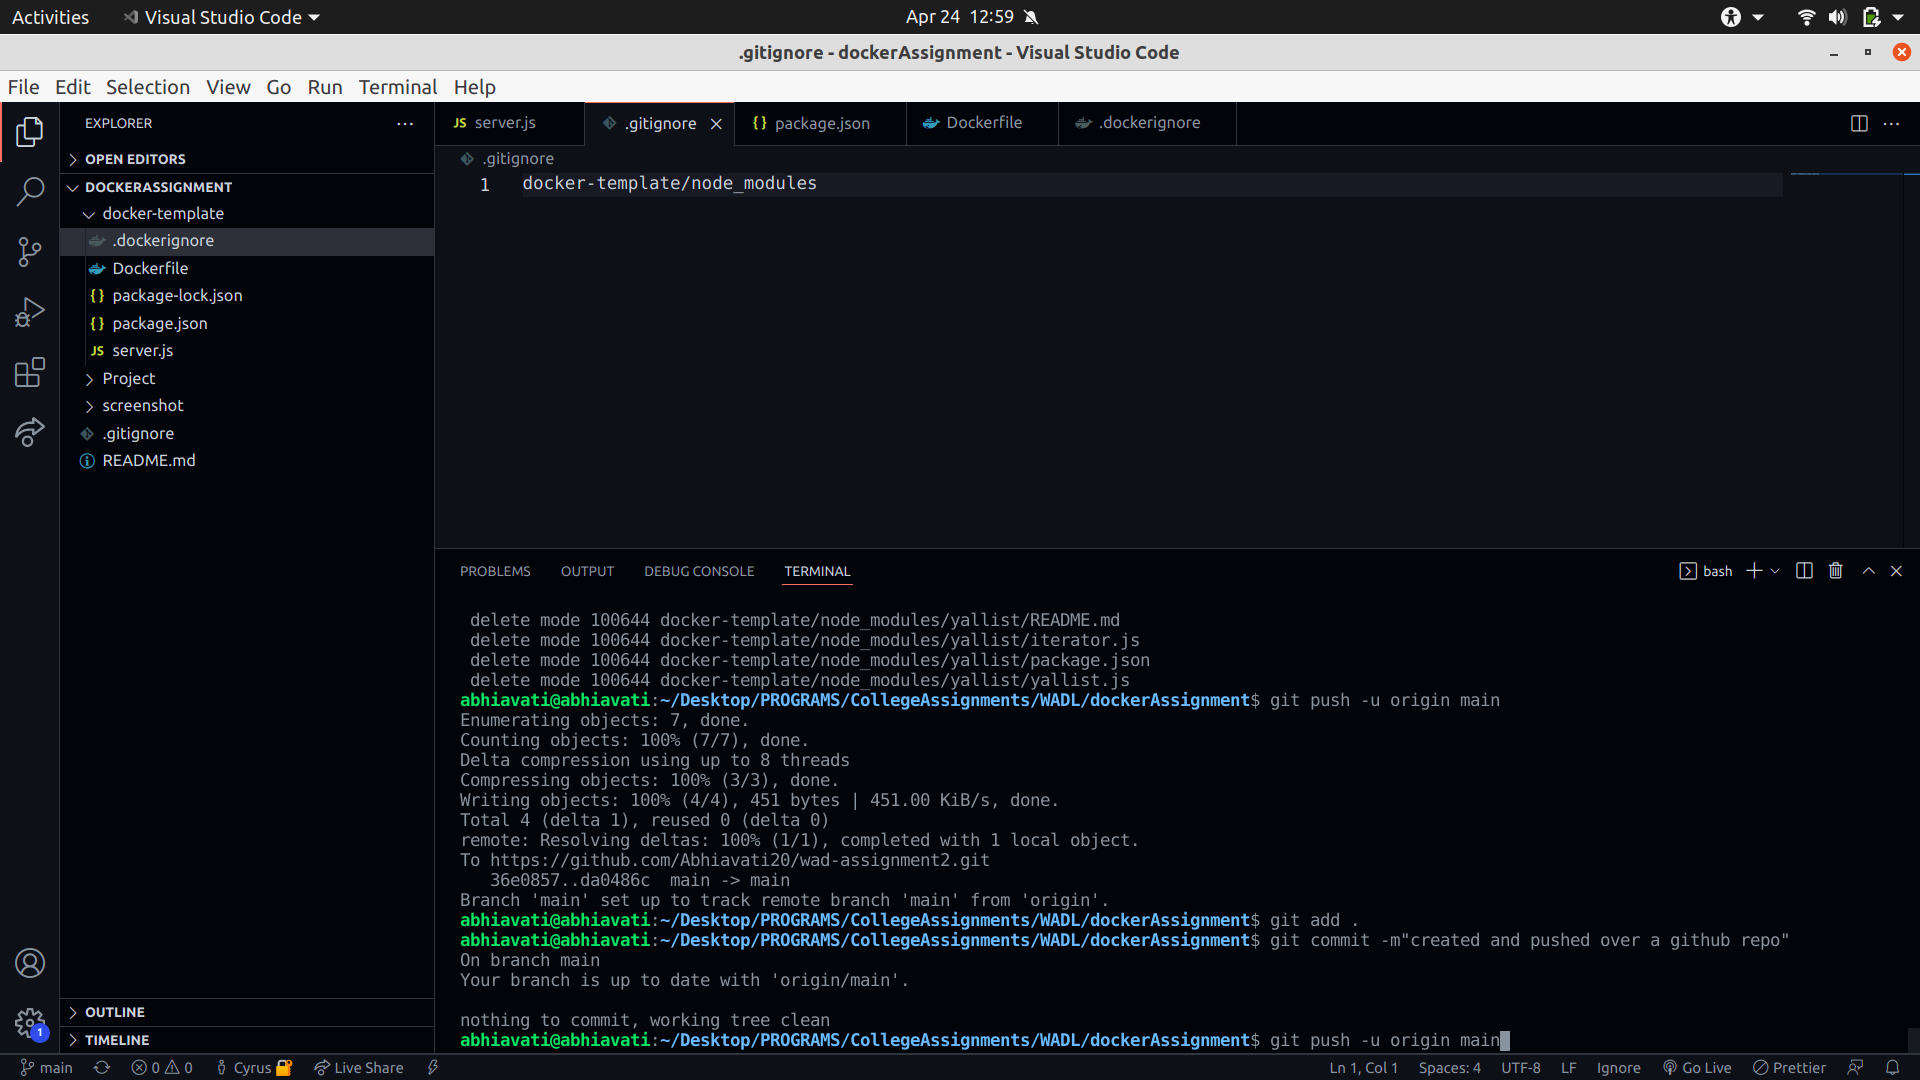 Activities
Visual Studio Code
Apr 24 12:59
.gitignore - dockerAssignment - Visual Studio Code
File Edit Selection View Go Run Terminal Help
EXPLORER
OPEN EDITORS
DOCKERASSIGNMENT
docker-template
.dockerignore
Dockerfile
{} package-lock.json
{} package.json
JS server.js
Project
screenshot
.gitignore
README.md
OUTLINE
TIMELINE
1
JS server.js
.gitignore
{} package.json
Dockerfile
.dockerignore
.gitignore
1 docker-template/node_modules
PROBLEMS OUTPUT DEBUG CONSOLE TERMINAL
bash
delete mode 100644 docker-template/node_modules/yallist/README.md
delete mode 100644 docker-template/node_modules/yallist/iterator.js
delete mode 100644 docker-template/node_modules/yallist/package.json
delete mode 100644 docker-template/node_modules/yallist/yallist.js
abhiavati@abhiavati:~/Desktop/PROGRAMS/CollegeAssignments/WADL/dockerAssignment$ git push -u origin main
Enumerating objects: 7, done.
Counting objects: 100% (7/7), done.
Delta compression using up to 8 threads
Compressing objects: 100% (3/3), done.
Writing objects: 100% (4/4), 451 bytes | 451.00 KiB/s, done.
Total 4 (delta 1), reused 0 (delta 0)
remote: Resolving deltas: 100% (1/1), completed with 1 local object.
To https://github.com/Abhiavati20/wad-assignment2.git
36e0857..da0486c  main -> main
Branch 'main' set up to track remote branch 'main' from 'origin'.
abhiavati@abhiavati:~/Desktop/PROGRAMS/CollegeAssignments/WADL/dockerAssignment$ git add .
abhiavati@abhiavati:~/Desktop/PROGRAMS/CollegeAssignments/WADL/dockerAssignment$ git commit -m"created and pushed over a github repo"
On branch main
Your branch is up to date with 'origin/main'.
nothing to commit, working tree clean
abhiavati@abhiavati:~/Desktop/PROGRAMS/CollegeAssignments/WADL/dockerAssignment$ git push -u origin main
main 0 0 Cyrus Live Share Ln 1, Col 1 Spaces: 4 UTF-8 LF Ignore Go Live Prettier